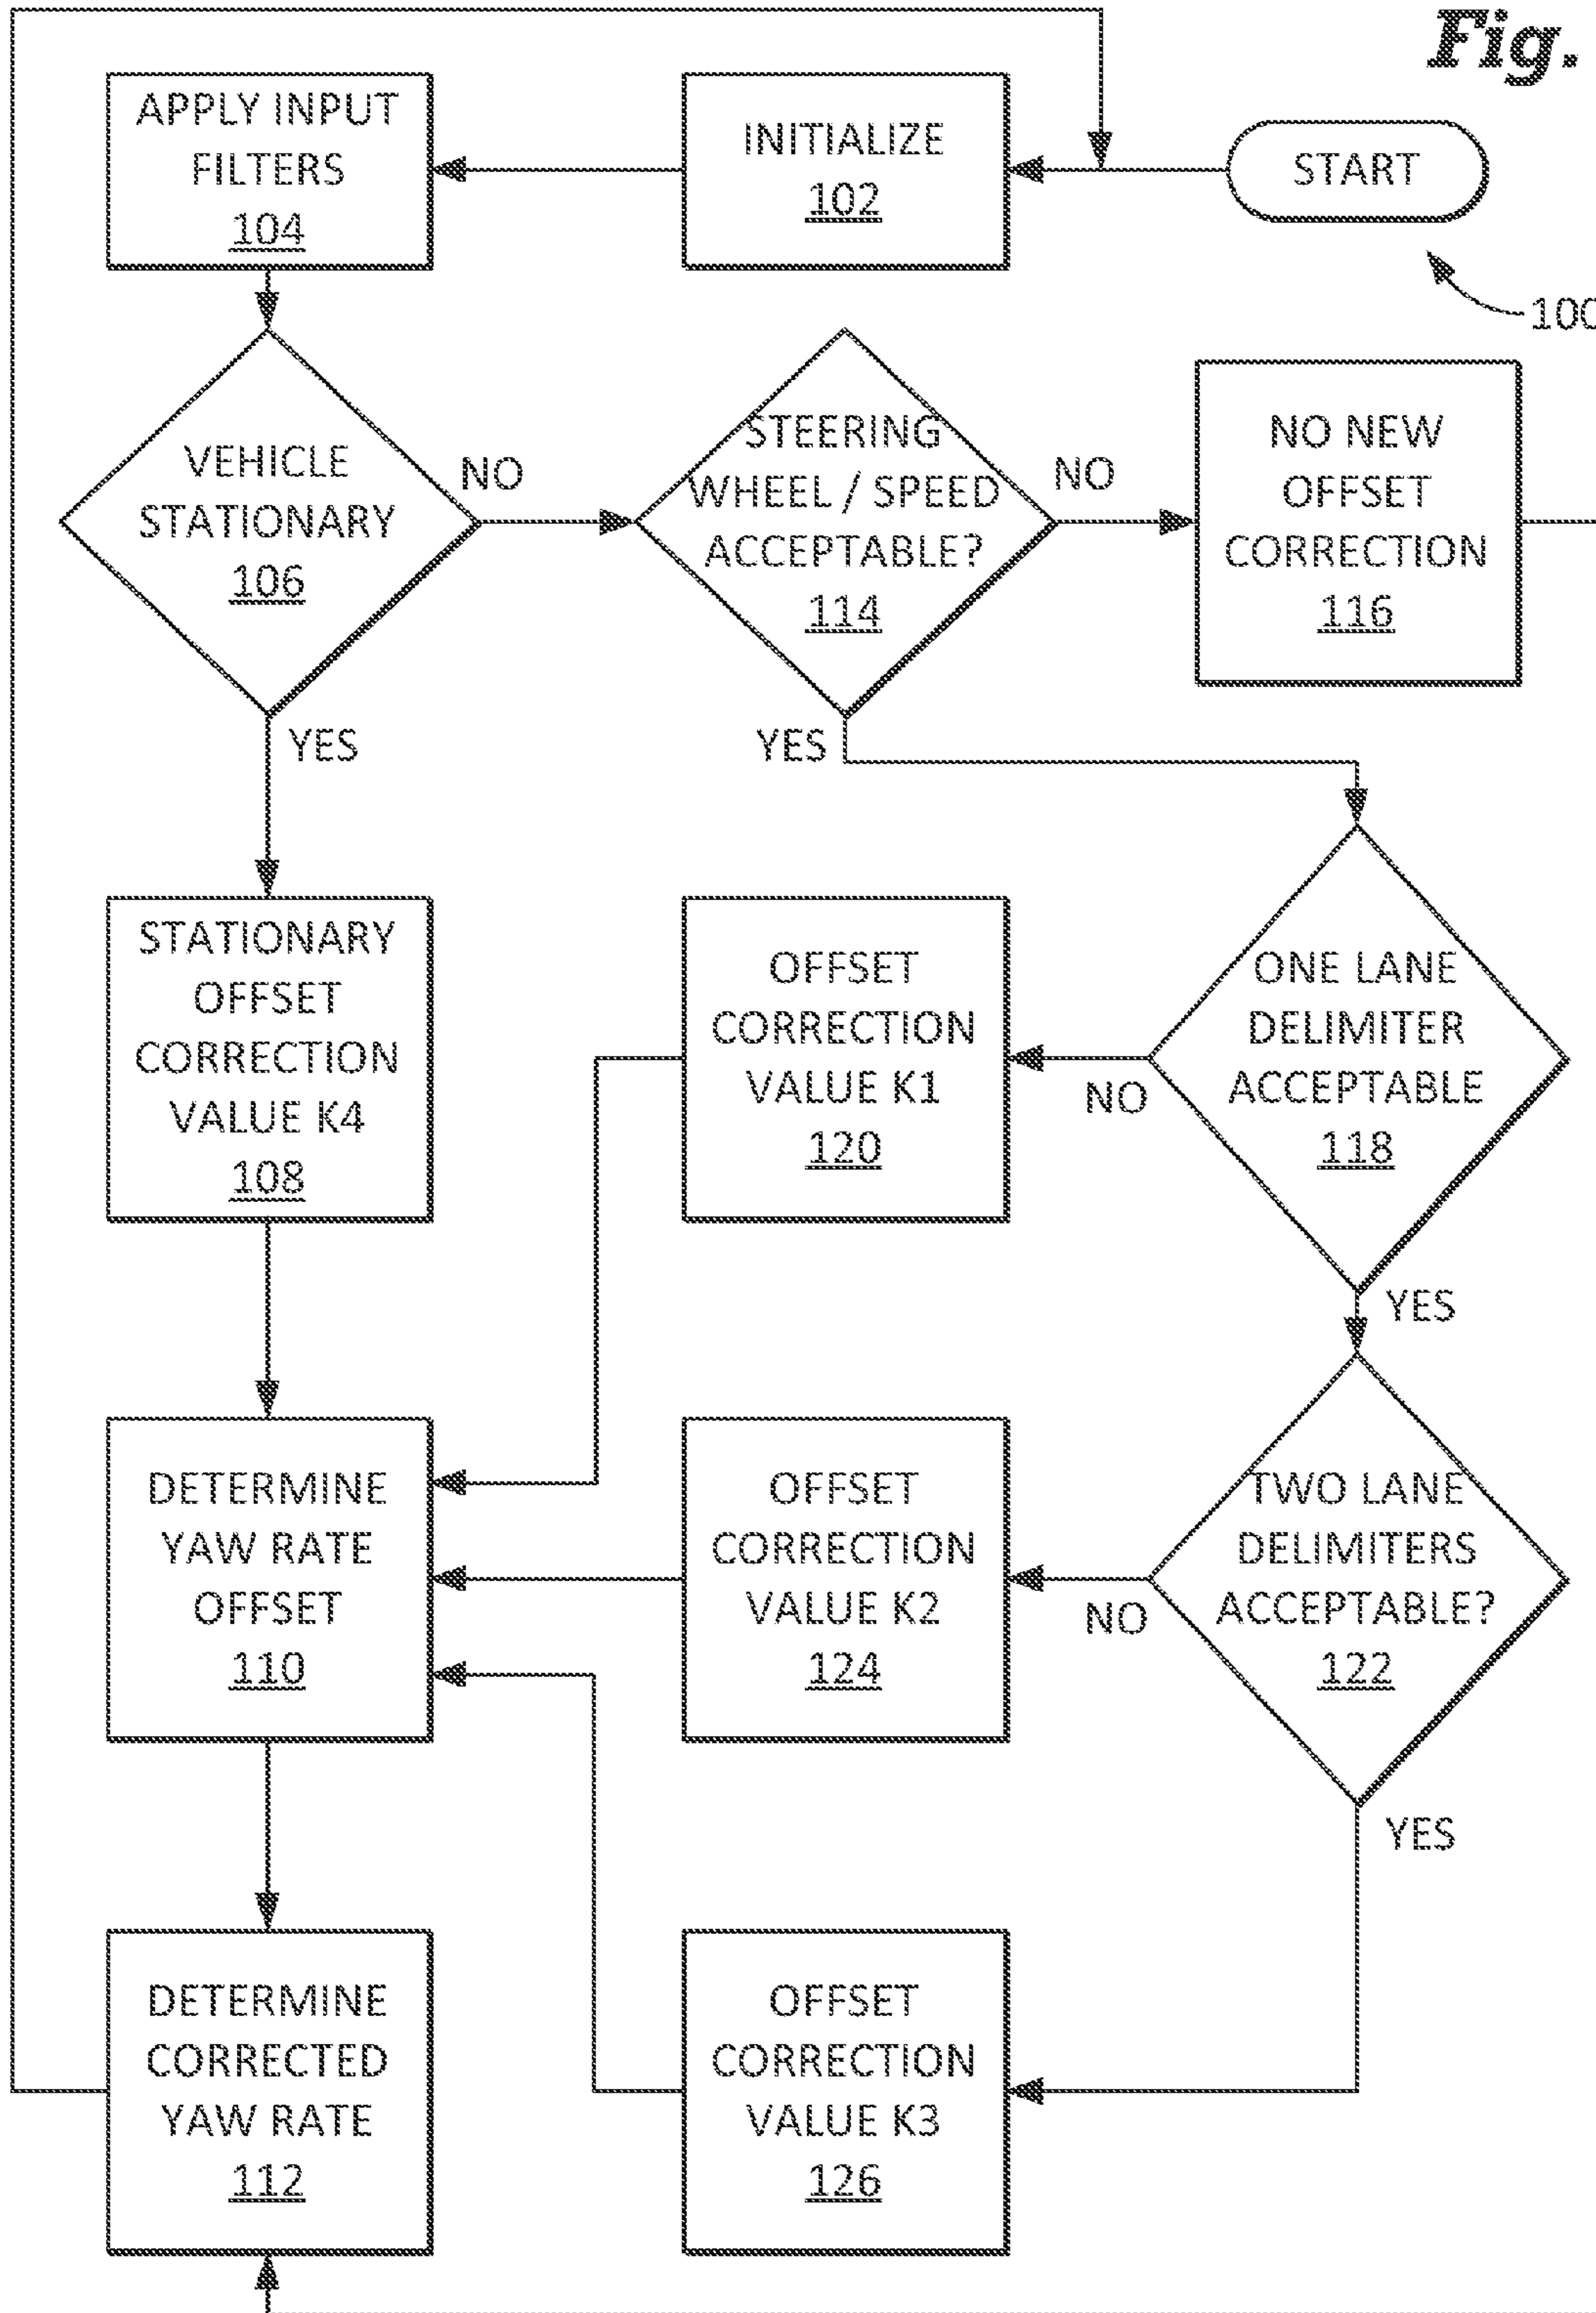 Fig.
START
100
INITIALIZE
102
APPLY INPUT
FILTERS
104
VEHICLE
STATIONARY
106
NO
YES
STEERING
WHEEL / SPEED
ACCEPTABLE?
114
NO
YES
NO NEW
OFFSET
CORRECTION
116
STATIONARY
OFFSET
CORRECTION
VALUE K4
108
OFFSET
CORRECTION
VALUE K1
120
ONE LANE
DELIMITER
ACCEPTABLE
118
NO
YES
DETERMINE
YAW RATE
OFFSET
110
OFFSET
CORRECTION
VALUE K2
124
TWO LANE
DELIMITERS
ACCEPTABLE?
122
NO
YES
DETERMINE
CORRECTED
YAW RATE
112
OFFSET
CORRECTION
VALUE K3
126